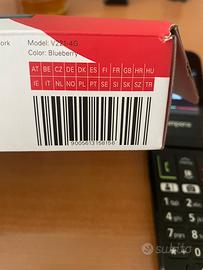 ork
Model: V221-4G
Color: Blueberry
AT BE CZ DE DK ES FI FR GB HR HU
IE IT NL NO PL PT SE SI SK SZ TR
emporia
subito